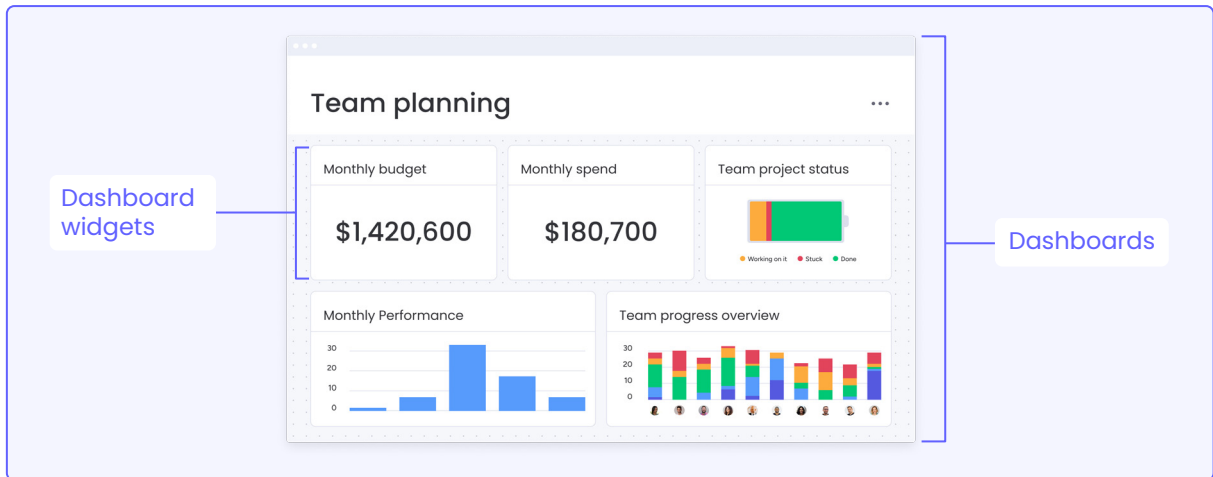 Team planning
Dashboard
widgets
Monthly budget
$1,420,600
Monthly spend
$180,700
Team project status
Working on it
Stuck
Done
Dashboards
Monthly Performance
30
20
10
0
Team progress overview
30
20
10
0